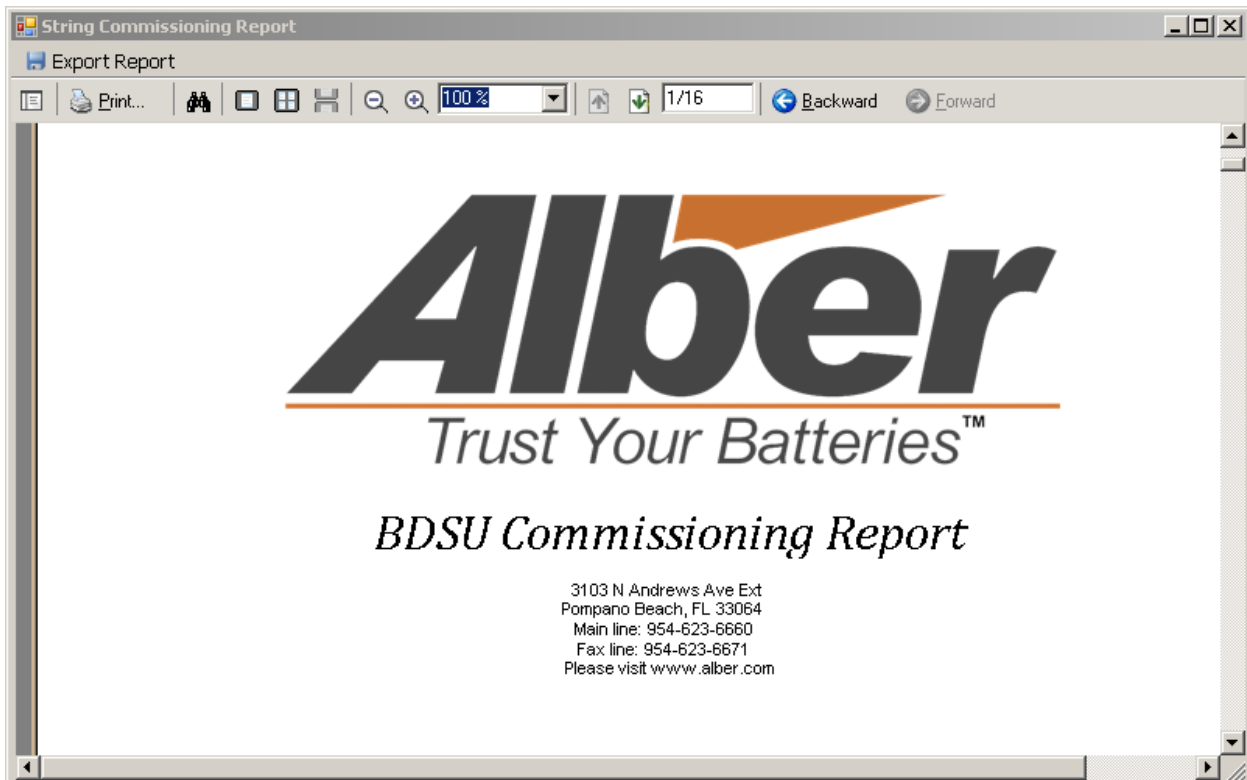 String Commissioning Report
Export Report
Print... 100 % 1/16 Backward Forward
Alber
Trust Your Batteries™
BDSU Commissioning Report
3103 N Andrews Ave Ext
Pompano Beach, FL 33064
Main line: 954-623-6660
Fax line: 954-623-6671
Please visit www.alber.com